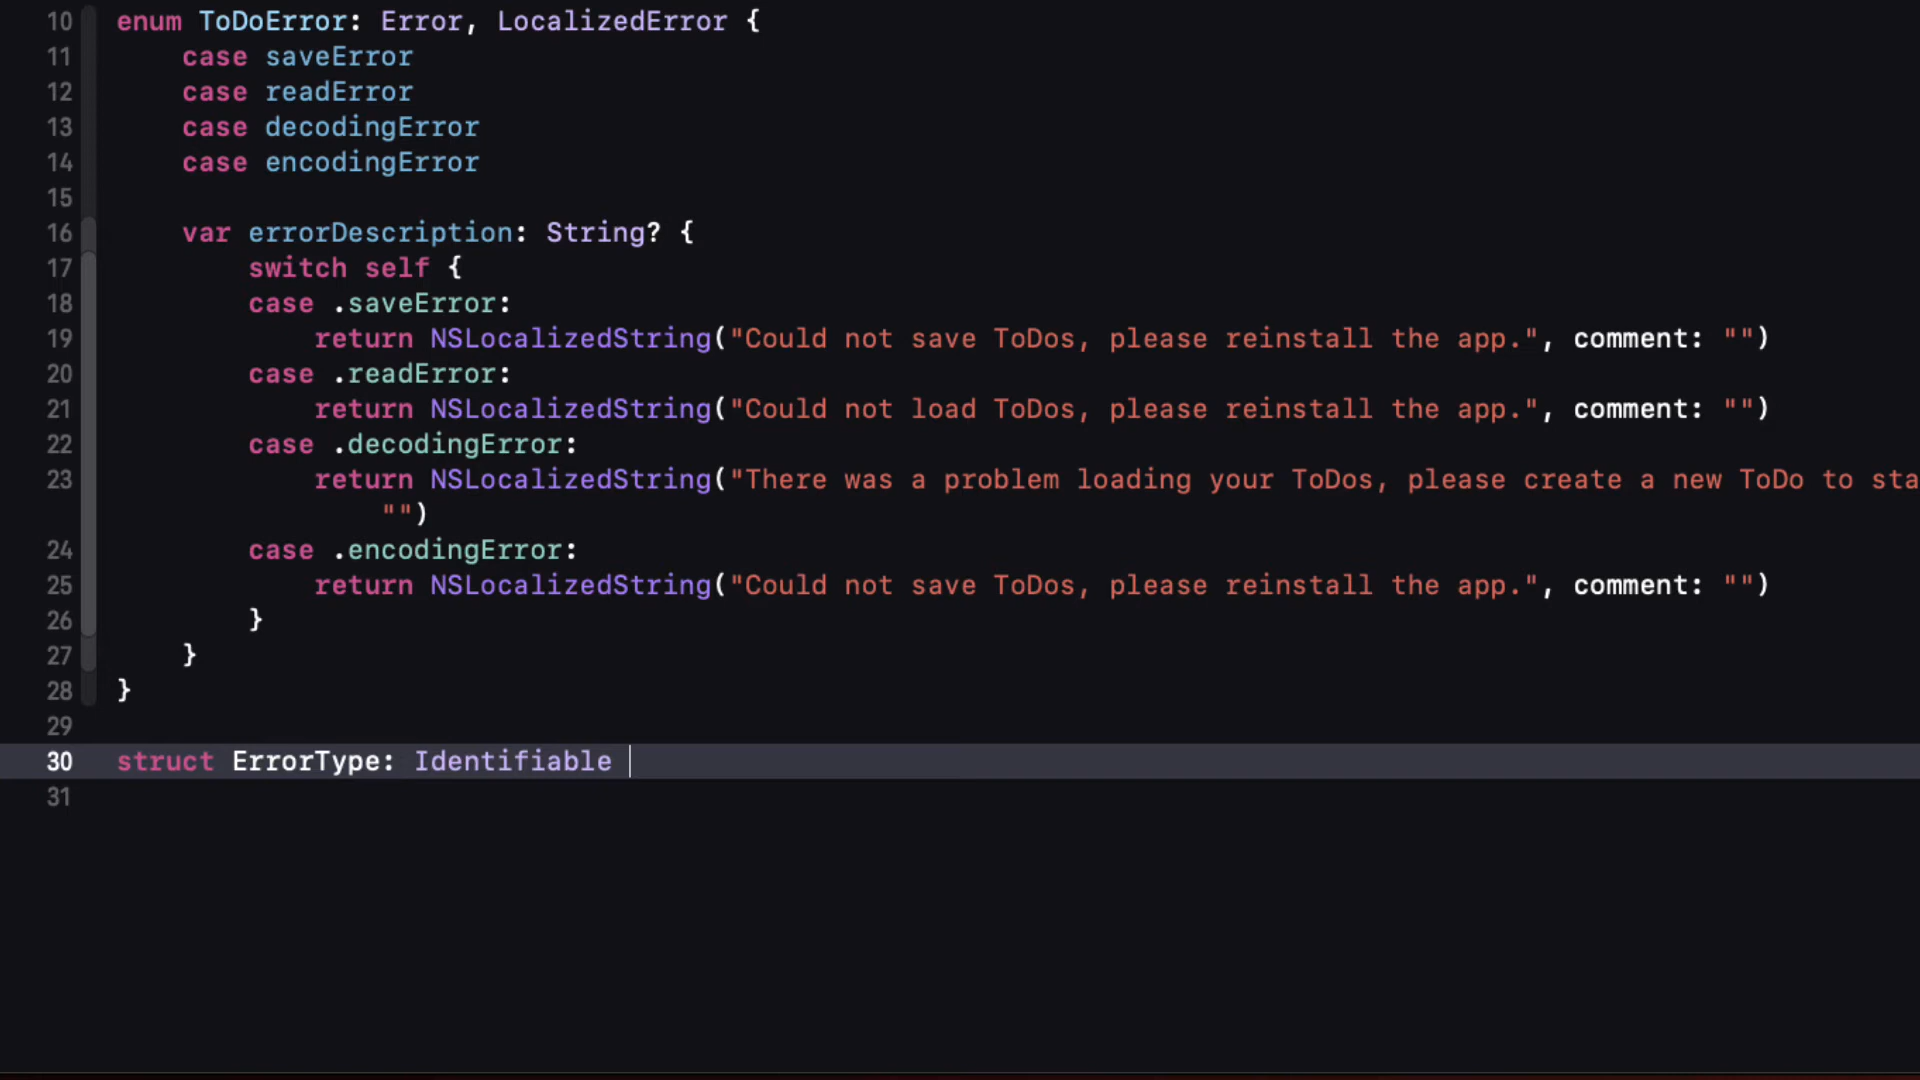 10 enum ToDoError: Error, LocalizedError {
11 case saveError
12 case readError
13 case decodingError
14 case encodingError
15
16 var errorDescription: String? {
17 switch self {
18 case .saveError:
19 return NSLocalizedString("Could not save ToDos, please reinstall the app.", comment: "")
20 case .readError:
21 return NSLocalizedString("Could not load ToDos, please reinstall the app.", comment: "")
22 case .decodingError:
23 return NSLocalizedString("There was a problem loading your ToDos, please create a new ToDo to sta
"")
24 case .encodingError:
25 return NSLocalizedString("Could not save ToDos, please reinstall the app.", comment: "")
26 }
27 }
28 }
29
30 struct ErrorType: Identifiable
31